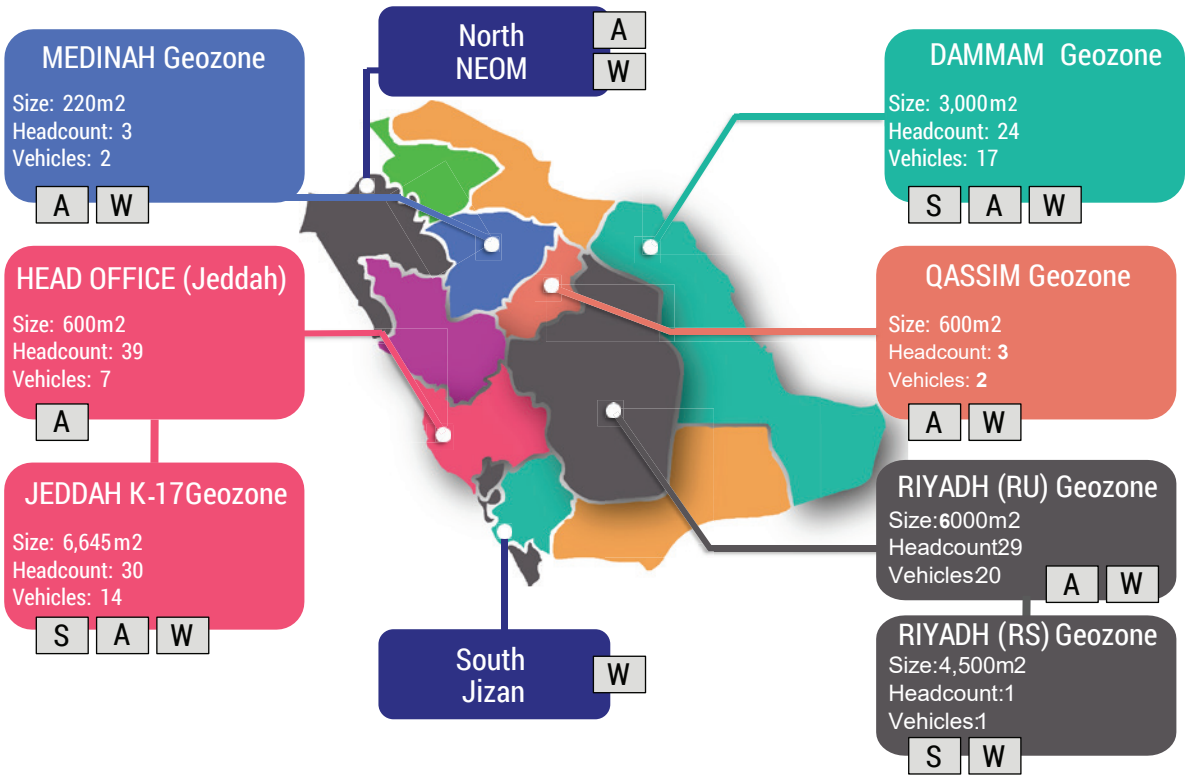 MEDINAH Geozone
Size: 220m2
Headcount: 3
Vehicles: 2
A W
North
NEOM
A
W
DAMMAM Geozone
Size: 3,000m2
Headcount: 24
Vehicles: 17
S A W
HEAD OFFICE (Jeddah)
Size: 600m2
Headcount: 39
Vehicles: 7
A
QASSIM Geozone
Size: 600m2
Headcount: 3
Vehicles: 2
A W
JEDDAH K-17Geozone
Size: 6,645m2
Headcount: 30
Vehicles: 14
S A W
RIYADH (RU) Geozone
Size:6000m2
Headcount29
Vehicles20
A W
South
Jizan
W
RIYADH (RS) Geozone
Size:4,500m2
Headcount:1
Vehicles:1
S W